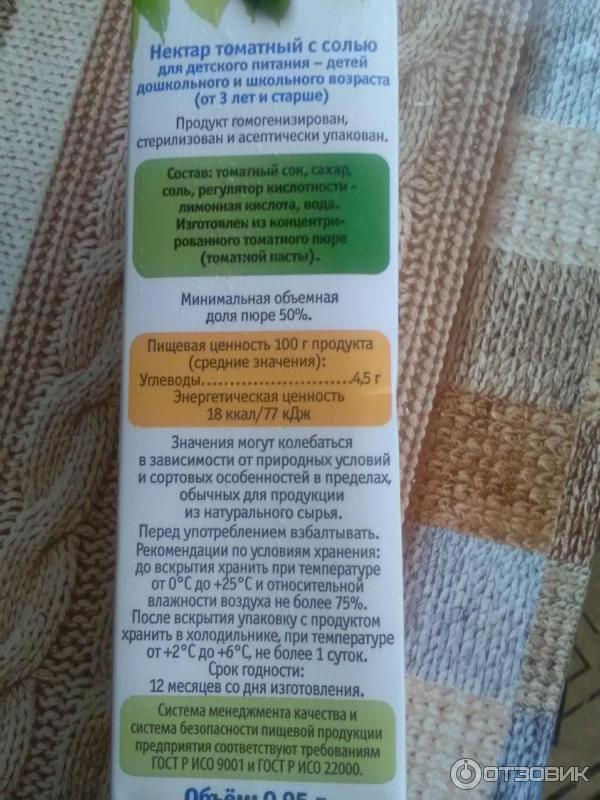 Нектар томатный с солью
для детского питания – детей
дошкольного и школьного возраста
(от 3 лет и старше)
Продукт гомогенизирован,
стерилизован и асептически упакован.
Состав: томатный сок, сахар,
соль, регулятор кислотности -
лимонная кислота, вода.
Изготовлен из концентри-
рованного томатного пюре
(томатной пасты).
Минимальная объемная
доля пюре 50%.
Пищевая ценность 100 г продукта
(средние значения):
Углеводы...........................4,5 г
Энергетическая ценность
18 ккал/77 кДж
Значения могут колебаться
в зависимости от природных условий
и сортовых особенностей в пределах,
обычных для продукции
из натурального сырья.
Перед употреблением взбалтывать.
Рекомендации по условиям хранения:
до вскрытия хранить при температуре
от 0°С до +25°С и относительной
влажности воздуха не более 75%.
После вскрытия упаковку с продуктом
хранить в холодильнике, при температуре
от +2°С до +6°С, не более 1 суток.
Срок годности:
12 месяцев со дня изготовления.
Система менеджмента качества и
система безопасности пищевой продукции
предприятия соответствуют требованиям
ГОСТ Р ИСО 9001 и ГОСТ Р ИСО 22000.
Объём: 0,95 л
ОТЗОВИК